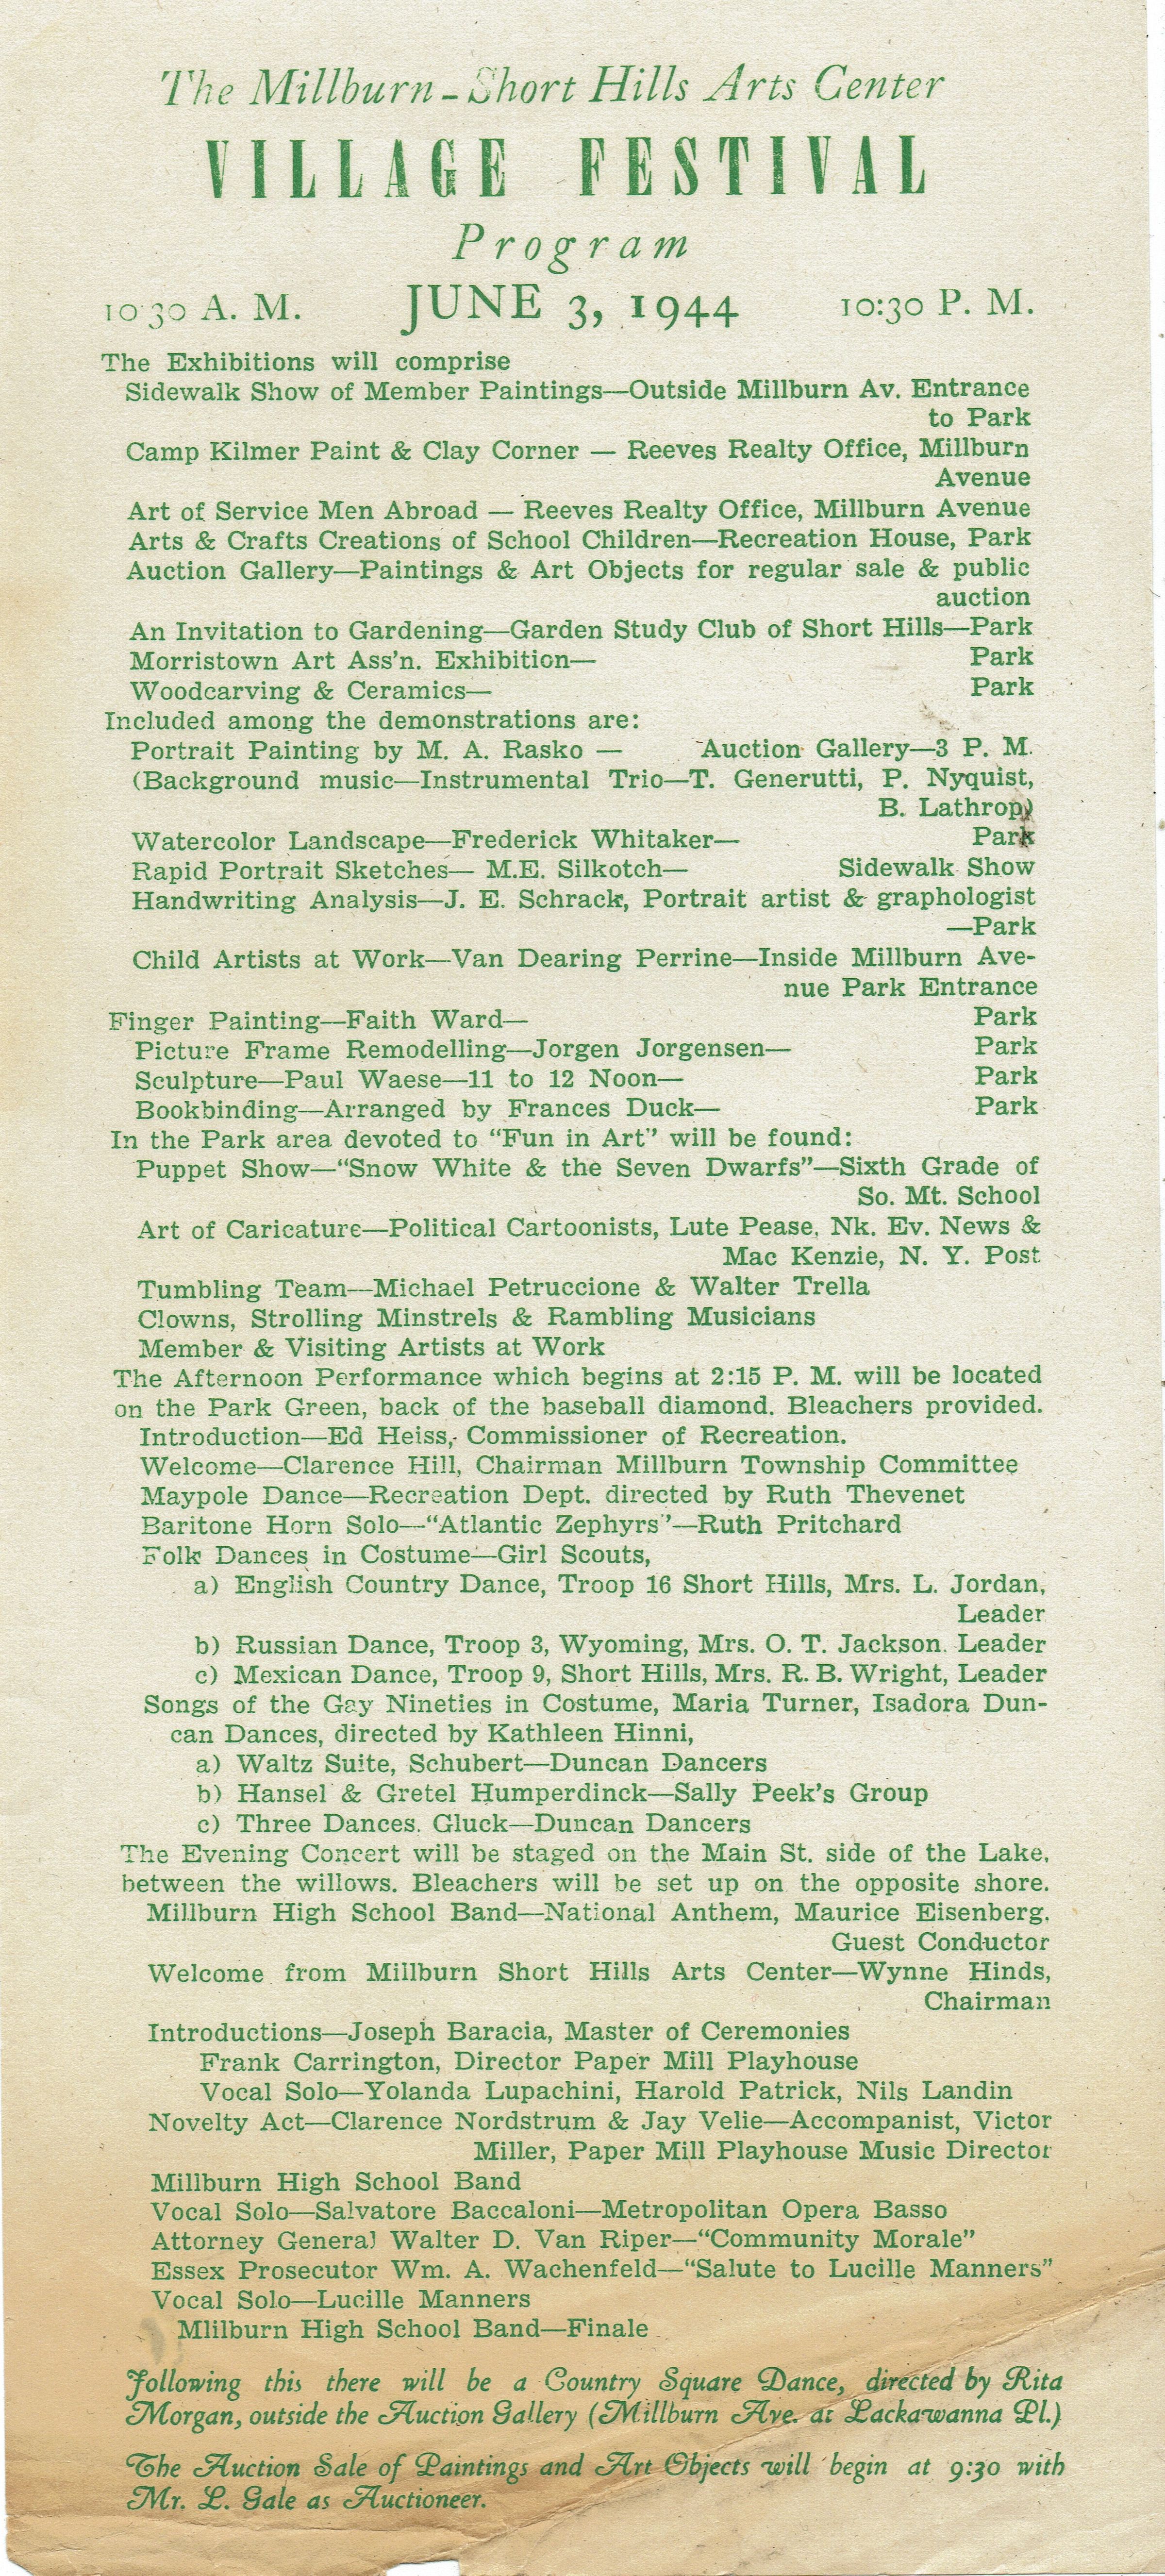 The Millburn-Short Hills Arts Center
VILLAGE FESTIVAL
Program
10 30 A. M. JUNE 3, 1944 10:30 P. M.
The Exhibitions will comprise
Sidewalk Show of Member Paintings—Outside Millburn Av. Entrance
to Park
Camp Kilmer Paint & Clay Corner — Reeves Realty Office, Millburn
Avenue
Art of Service Men Abroad — Reeves Realty Office, Millburn Avenue
Arts & Crafts Creations of School Children—Recreation House, Park
Auction Gallery—Paintings & Art Objects for regular sale & public
auction
An Invitation to Gardening—Garden Study Club of Short Hills—Park
Morristown Art Ass'n. Exhibition— Park
Woodcarving & Ceramics— Park
Included among the demonstrations are:
Portrait Painting by M. A. Rasko — Auction Gallery—3 P. M.
(Background music—Instrumental Trio—T. Generutti, P. Nyquist,
B. Lathrop)
Watercolor Landscape—Frederick Whitaker— Park
Rapid Portrait Sketches— M.E. Silkotch— Sidewalk Show
Handwriting Analysis—J. E. Schrack, Portrait artist & graphologist
—Park
Child Artists at Work—Van Dearing Perrine—Inside Millburn Ave-
nue Park Entrance
Finger Painting—Faith Ward— Park
Picture Frame Remodelling—Jorgen Jorgensen— Park
Sculpture—Paul Waese—11 to 12 Noon— Park
Bookbinding—Arranged by Frances Duck— Park
In the Park area devoted to "Fun in Art" will be found:
Puppet Show—"Snow White & the Seven Dwarfs"—Sixth Grade of
So. Mt. School
Art of Caricature—Political Cartoonists, Lute Pease, Nk. Ev. News &
Mac Kenzie, N. Y. Post
Tumbling Team—Michael Petruccione & Walter Trella
Clowns, Strolling Minstrels & Rambling Musicians
Member & Visiting Artists at Work
The Afternoon Performance which begins at 2:15 P. M. will be located
on the Park Green, back of the baseball diamond. Bleachers provided.
Introduction—Ed Heiss, Commissioner of Recreation.
Welcome—Clarence Hill, Chairman Millburn Township Committee
Maypole Dance—Recreation Dept. directed by Ruth Thevenet
Baritone Horn Solo—"Atlantic Zephyrs"—Ruth Pritchard
Folk Dances in Costume—Girl Scouts,
a) English Country Dance, Troop 16 Short Hills, Mrs. L. Jordan,
Leader
b) Russian Dance, Troop 3, Wyoming, Mrs. O. T. Jackson. Leader
c) Mexican Dance, Troop 9, Short Hills, Mrs. R. B. Wright, Leader
Songs of the Gay Nineties in Costume, Maria Turner, Isadora Dun-
can Dances, directed by Kathleen Hinni,
a) Waltz Suite, Schubert—Duncan Dancers
b) Hansel & Gretel Humperdinck—Sally Peek's Group
c) Three Dances. Gluck—Duncan Dancers
The Evening Concert will be staged on the Main St. side of the Lake,
between the willows. Bleachers will be set up on the opposite shore.
Millburn High School Band—National Anthem, Maurice Eisenberg.
Guest Conductor
Welcome from Millburn Short Hills Arts Center—Wynne Hinds,
Chairman
Introductions—Joseph Baracia, Master of Ceremonies
Frank Carrington, Director Paper Mill Playhouse
Vocal Solo—Yolanda Lupachini, Harold Patrick, Nils Landin
Novelty Act—Clarence Nordstrum & Jay Velie—Accompanist, Victor
Miller, Paper Mill Playhouse Music Director
Millburn High School Band
Vocal Solo—Salvatore Baccaloni—Metropolitan Opera Basso
Attorney General Walter D. Van Riper—"Community Morale"
Essex Prosecutor Wm. A. Wachenfeld—"Salute to Lucille Manners"
Vocal Solo—Lucille Manners
Mlilburn High School Band—Finale
Following this there will be a Country Square Dance, directed by Rita
Morgan, outside the Auction Gallery (Millburn Ave. at Lackawanna Pl.)
The Auction Sale of Paintings and Art Objects will begin at 9:30 with
Mr. L. Gale as Auctioneer.